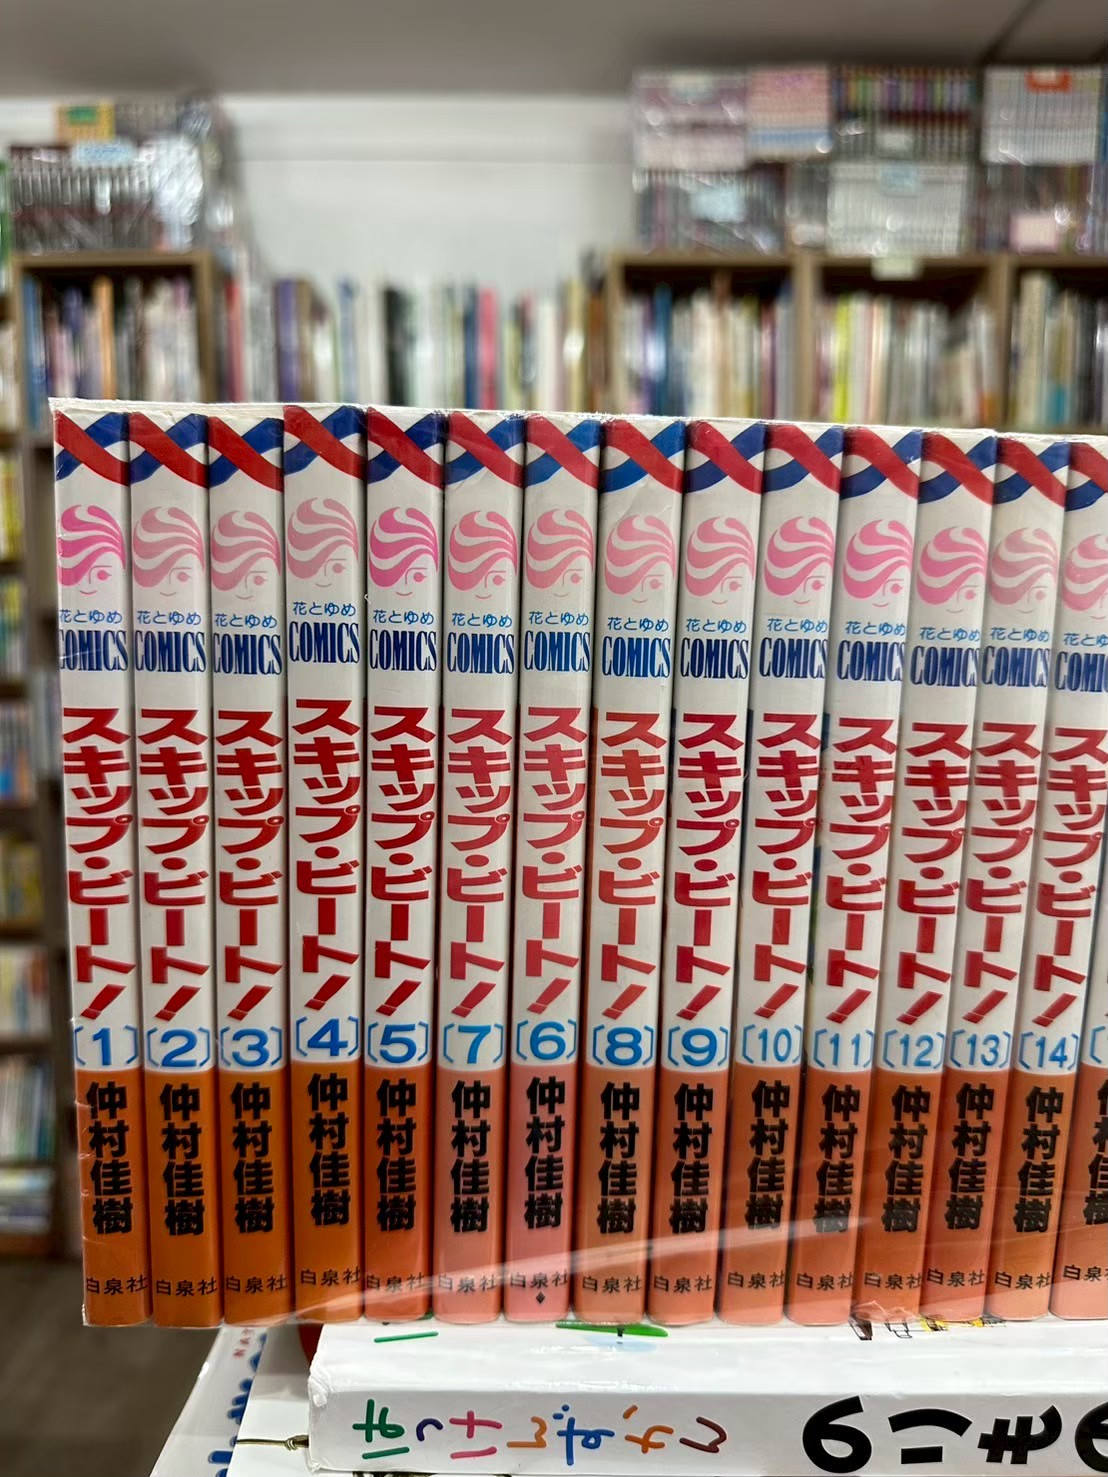 花とゆめ
COMICS
スキップ・ビート!
[1]
仲村佳樹
白泉社
花とゆめ
COMICS
スキップ・ビート!
[2]
仲村佳樹
白泉社
花とゆめ
COMICS
スキップ・ビート!
[3]
仲村佳樹
白泉社
花とゆめ
COMICS
スキップ・ビート!
[4]
仲村佳樹
白泉社
花とゆめ
COMICS
スキップ・ビート!
[5]
仲村佳樹
白泉社
花とゆめ
COMICS
スキップ・ビート!
[7]
仲村佳樹
白泉社
花とゆめ
COMICS
スキップ・ビート!
[6]
仲村佳樹
白泉社
花とゆめ
COMICS
スキップ・ビート!
[8]
仲村佳樹
白泉社
花とゆめ
COMICS
スキップ・ビート!
[9]
仲村佳樹
白泉社
花とゆめ
COMICS
スキップ・ビート!
[10]
仲村佳樹
白泉社
花とゆめ
COMICS
スキップ・ビート!
[11]
仲村佳樹
白泉社
花とゆめ
COMICS
スキップ・ビート!
[12]
仲村佳樹
白泉社
花とゆめ
COMICS
スキップ・ビート!
[13]
仲村佳樹
白泉社
花とゆめ
COMICS
スキップ・ビート!
[14]
仲村佳樹
白泉社
はっけんずかん
のりもの